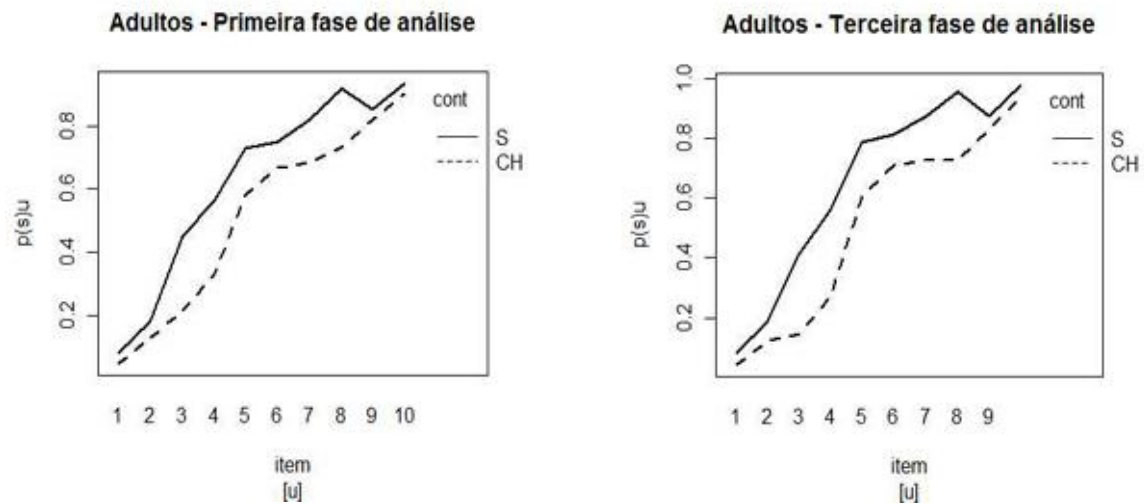 Adultos - Primeira fase de análise
p(s)u
0.2 0.4 0.6 0.8
cont
S
CH
1 2 3 4 5 6 7 8 9 10
item
[u]
Adultos - Terceira fase de análise
p(s)u
0.2 0.4 0.6 0.8 1.0
cont
S
CH
1 2 3 4 5 6 7 8 9
item
[u]